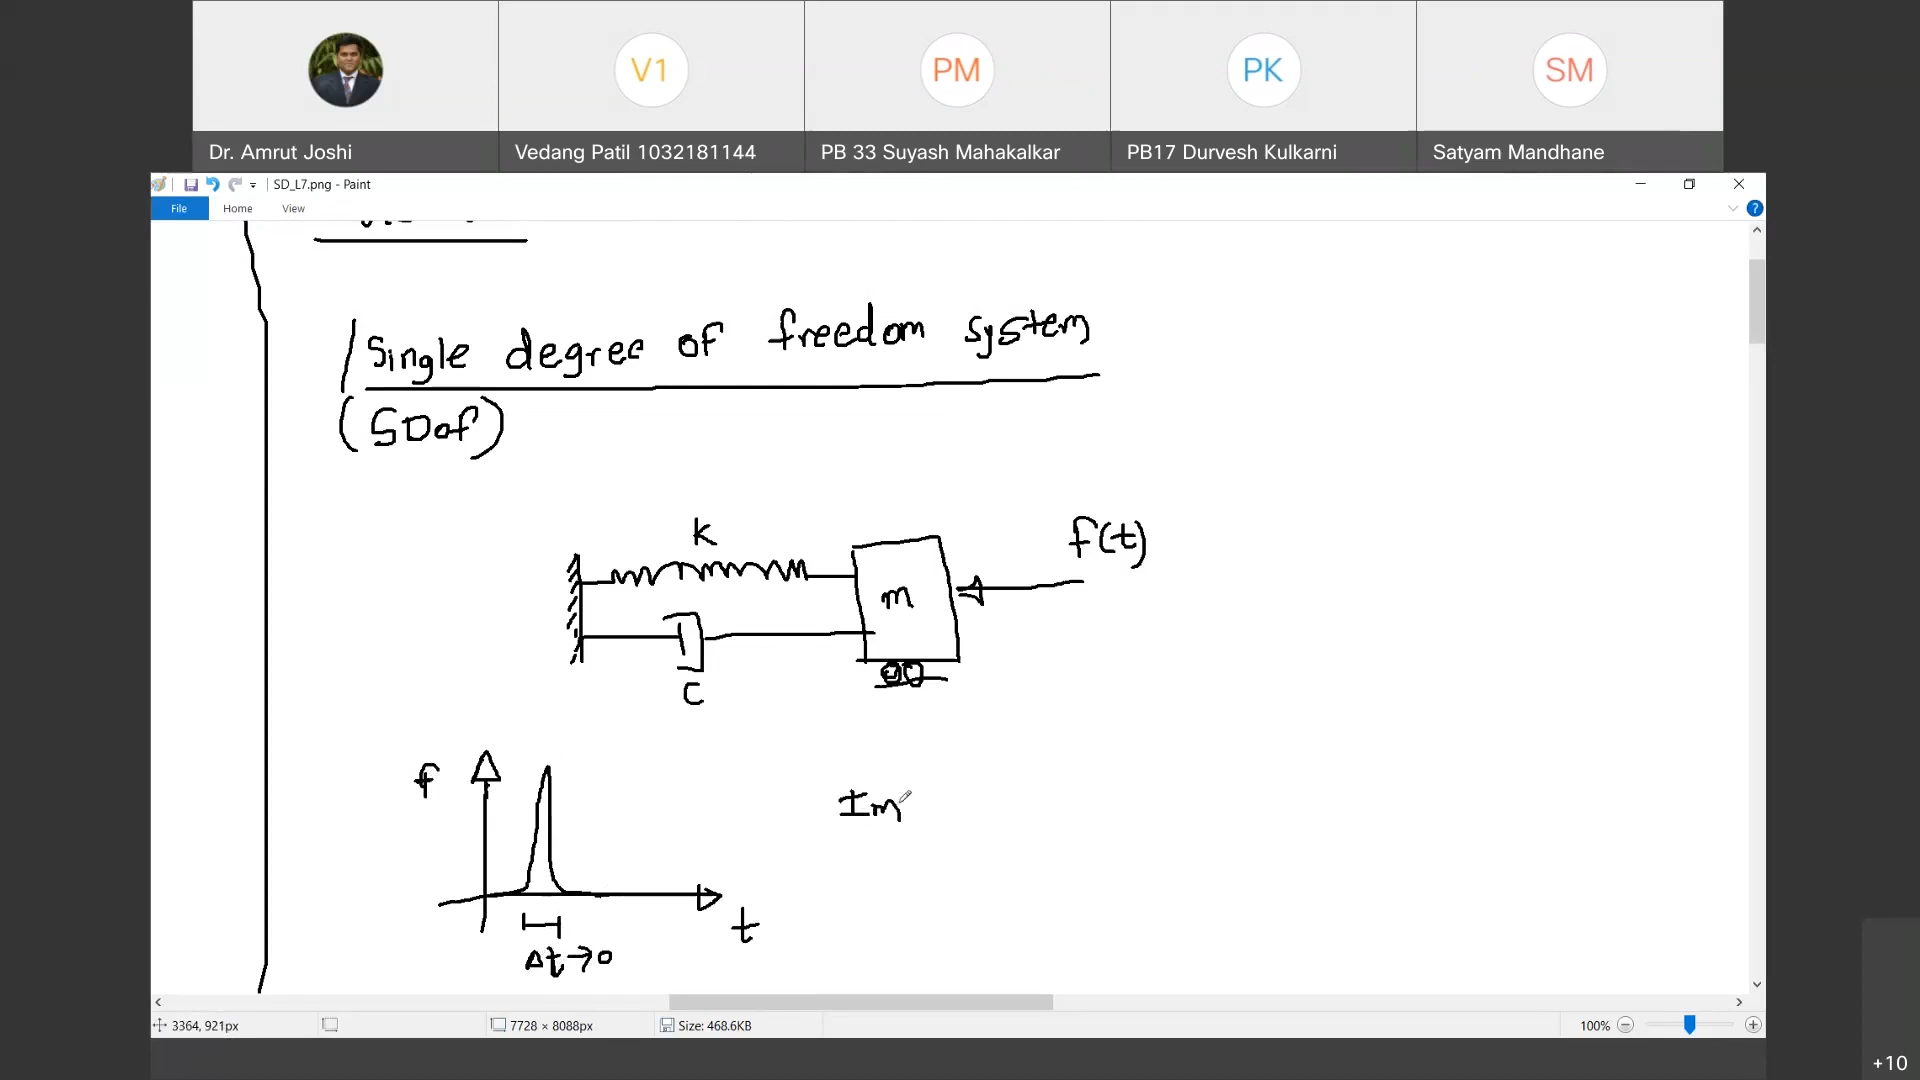 V1 PM PK SM
Dr. Amrut Joshi Vedang Patil 1032181144 PB 33 Suyash Mahakalkar PB17 Durvesh Kulkarni Satyam Mandhane
SD_L7.png - Paint
File Home View
Single degree of freedom system
(SDof)
K
f(t)
m
C
f
Im
t
Δt→0
3364, 921px 7728 × 8088px Size: 468.6KB 100%
+10